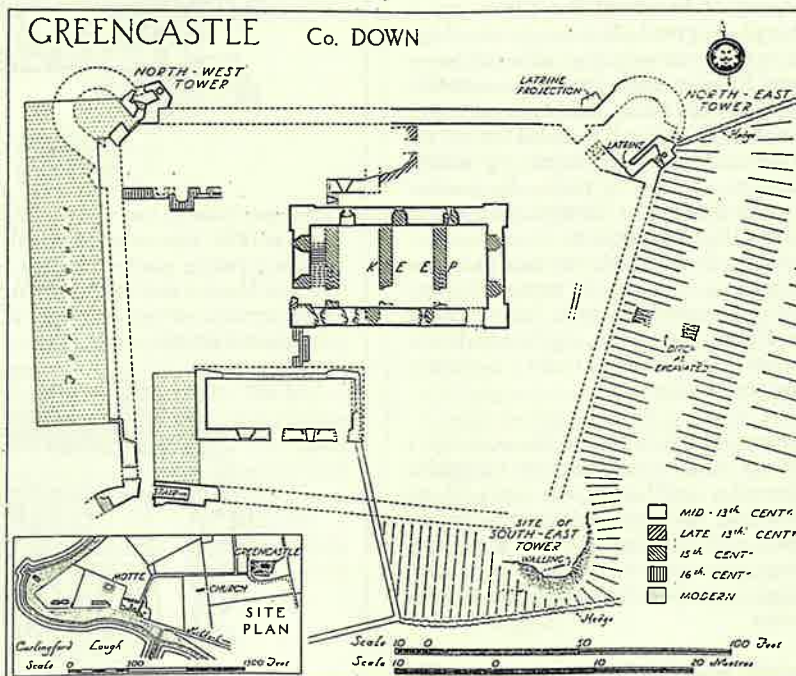 GREENCASTLE Co. DOWN
NORTH-WEST
TOWER
LATRINE
PROJECTION
NORTH-EAST
TOWER
Hedge
LATRINE
KEEP
DITCH
AS
EXCAVATED
SITE OF
SOUTH-EAST
TOWER
WALLING
Hedge
MID-13th CENTY.
LATE 13th CENTY
15th CENTY
16th CENTY
MODERN
GREENCASTLE
MOTTE
CHURCH
SITE
PLAN
Carlingford Lough
Scale 0 500 1500 Feet
Scale 10 0 50 100 Feet
Scale 10 0 10 20 Metres